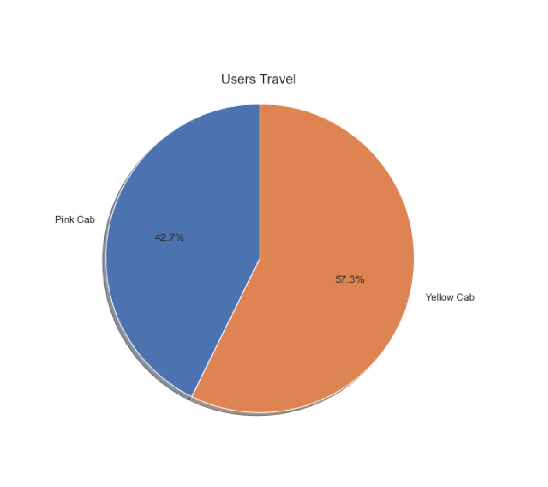 Users Travel
Pink Cab
42.7%
57.3%
Yellow Cab